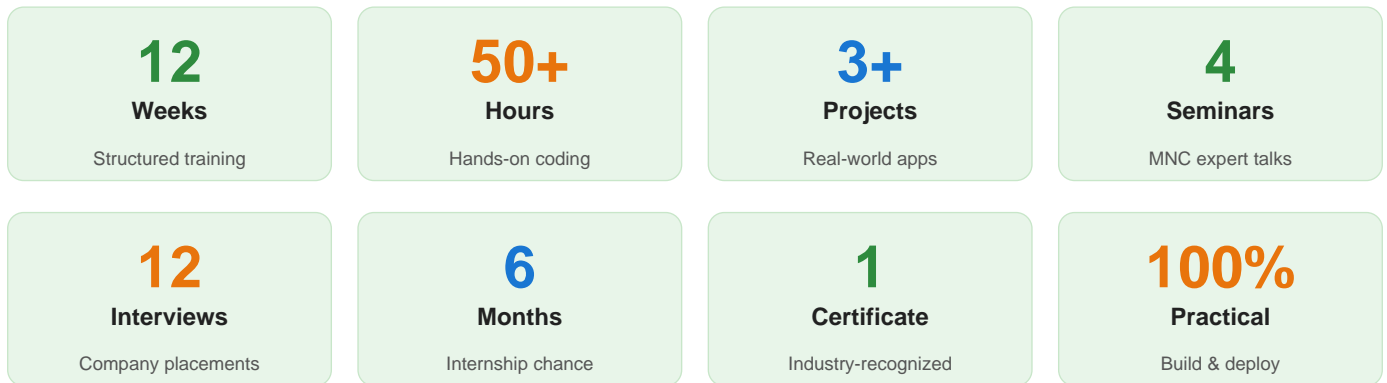 12
Weeks
Structured training
50+
Hours
Hands-on coding
3+
Projects
Real-world apps
4
Seminars
MNC expert talks
12
Interviews
Company placements
6
Months
Internship chance
1
Certificate
Industry-recognized
100%
Practical
Build & deploy